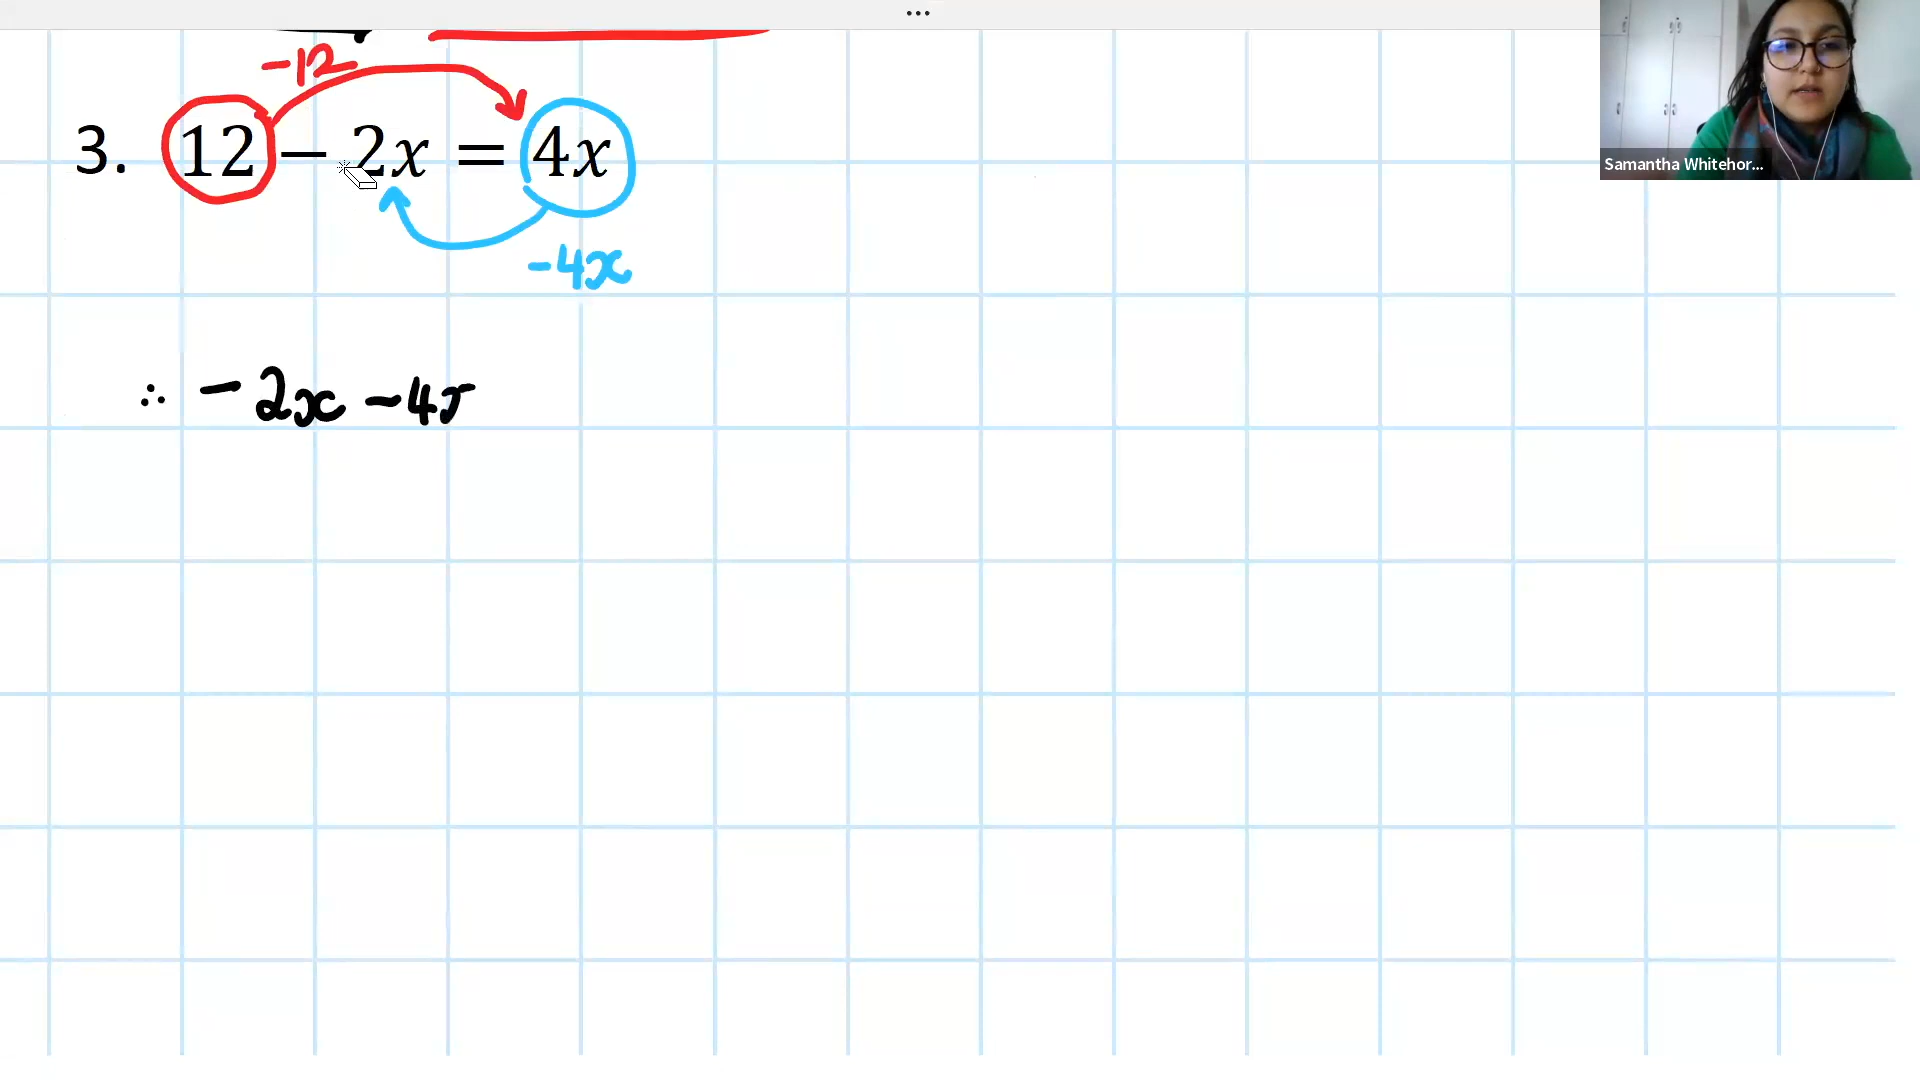 ...
-12
3. 12 − 2x = 4x
-4x
∴ -2x -4x
Samantha Whitehor...